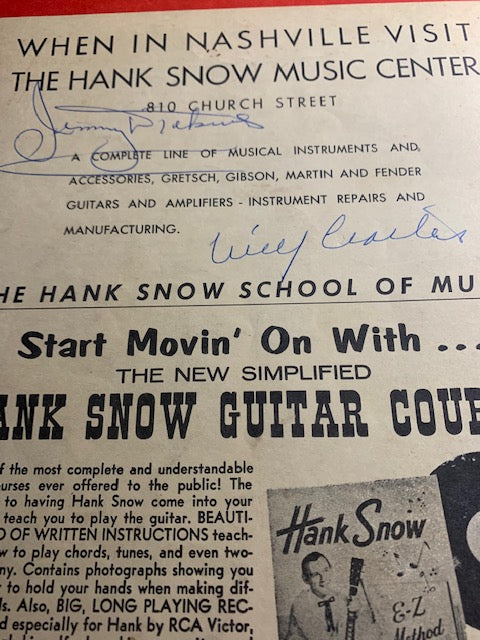 WHEN IN NASHVILLE VISIT
THE HANK SNOW MUSIC CENTER
810 CHURCH STREET
Jimmy
A COMPLETE LINE OF MUSICAL INSTRUMENTS AND
ACCESSORIES, GRETSCH, GIBSON, MARTIN AND FENDER
GUITARS AND AMPLIFIERS - INSTRUMENT REPAIRS AND
MANUFACTURING.
HE HANK SNOW SCHOOL OF MU
Start Movin' On With ...
THE NEW SIMPLIFIED
ANK SNOW GUITAR COUR
f the most complete and understandable
urses ever offered to the public! The
to having Hank Snow come into your
teach you to play the guitar. BEAUTI-
D OF WRITTEN INSTRUCTIONS teach-
w to play chords, tunes, and even two-
ny. Contains photographs showing you
to hold your hands when making dif-
s. Also, BIG, LONG PLAYING REC-
d especially for Hank by RCA Victor,
Hank Snow
E-Z
Method